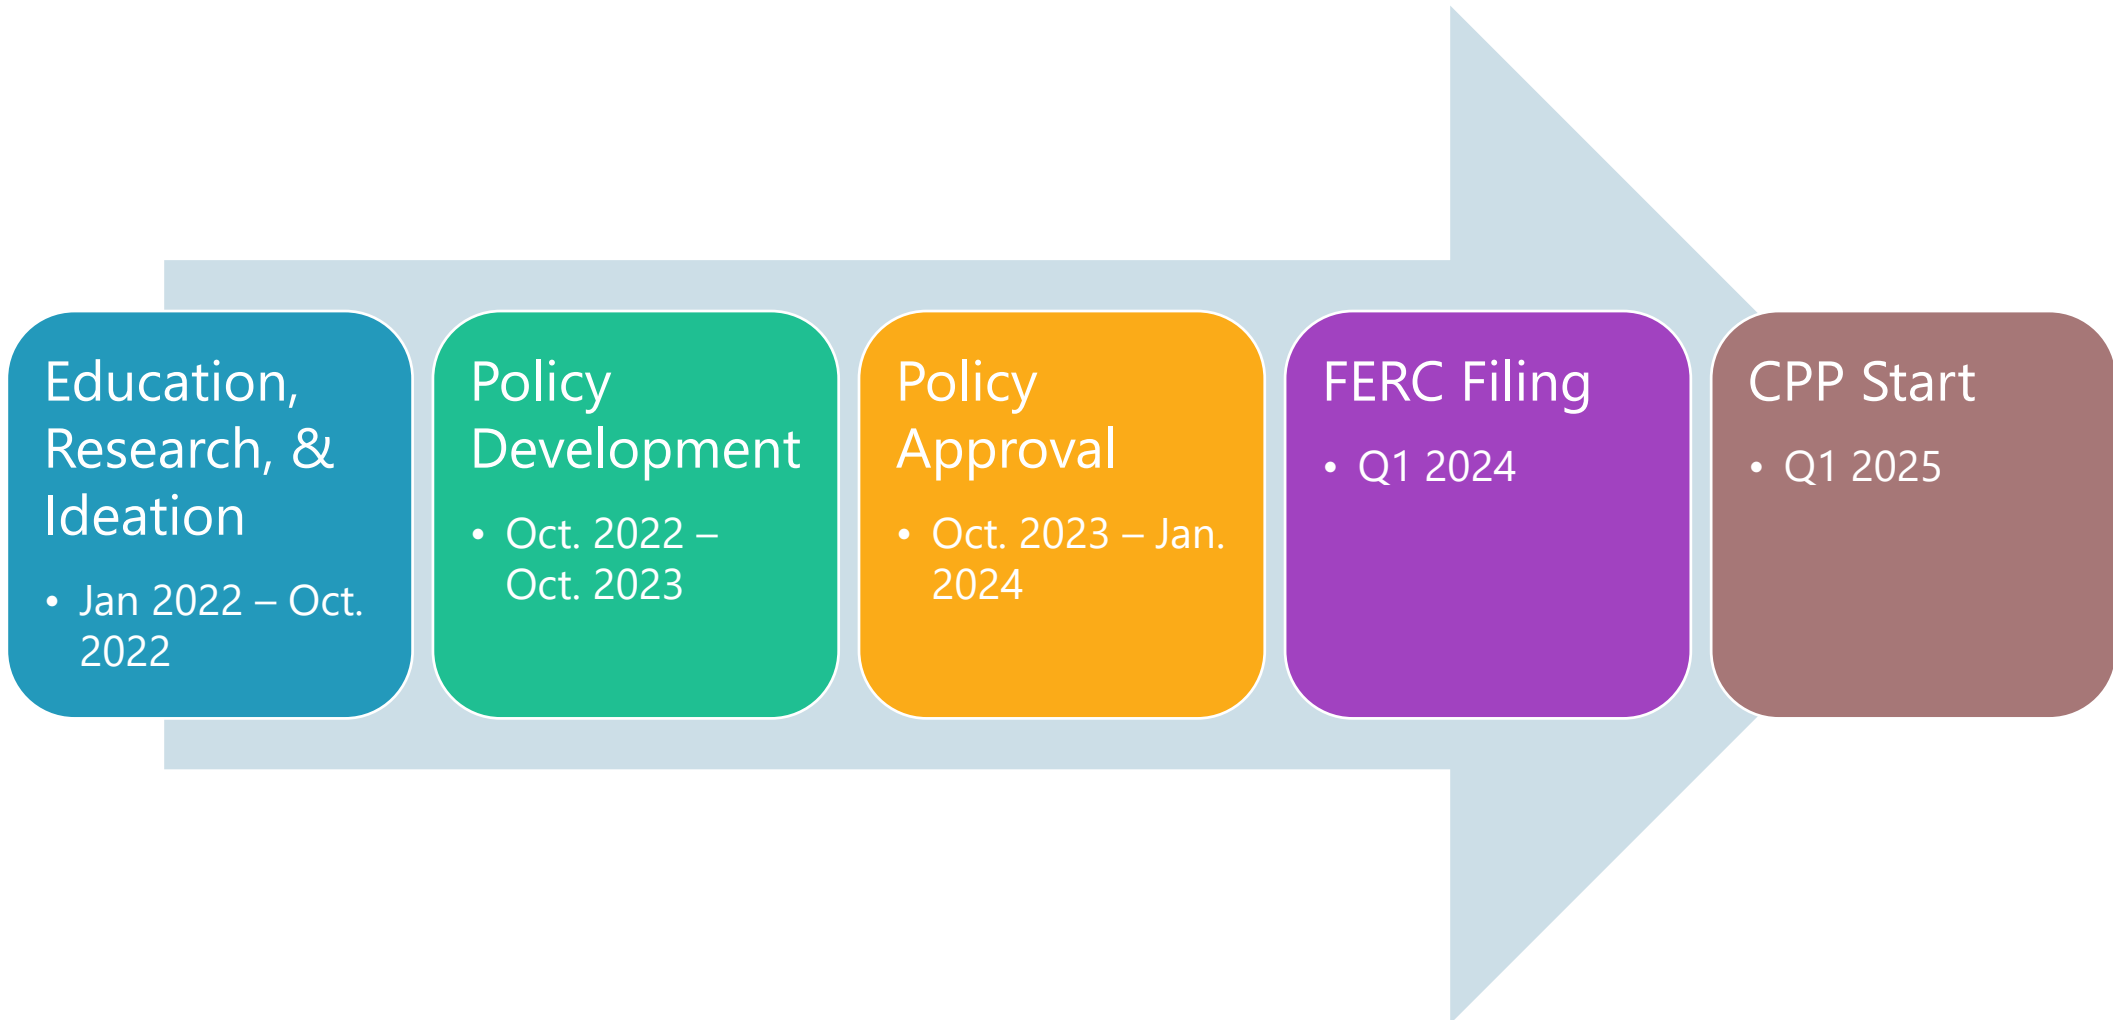 Education,
Research, &
Ideation
• Jan 2022 – Oct.
2022
Policy
Development
• Oct. 2022 –
Oct. 2023
Policy
Approval
• Oct. 2023 – Jan.
2024
FERC Filing
• Q1 2024
CPP Start
• Q1 2025